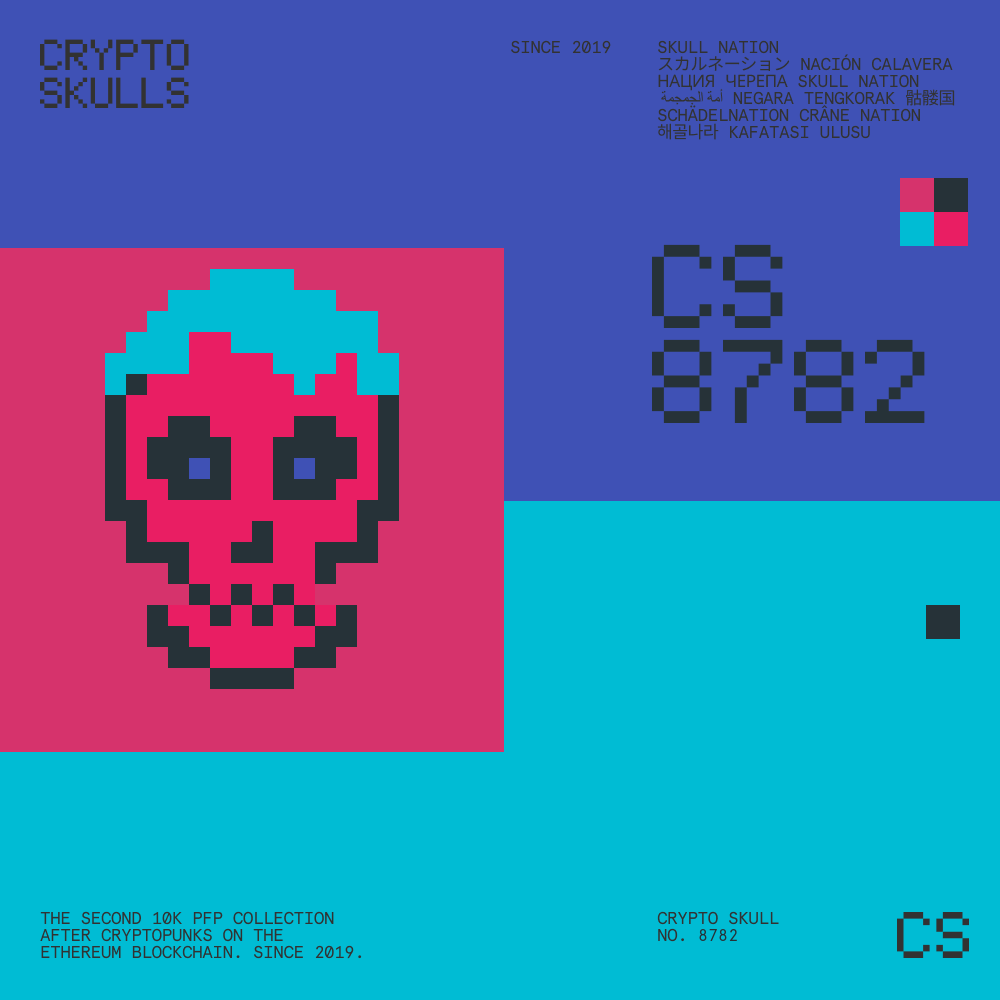 CRYPTO
SKULLS
SINCE 2019
SKULL NATION
スカルネーション NACIÓN CALAVERA
НАЦИЯ ЧЕРЕПА SKULL NATION
أمة الجمجمة NEGARA TENGKORAK 骷髅国
SCHÄDELNATION CRÂNE NATION
해골나라 KAFATASI ULUSU
CS
8782
THE SECOND 10K PFP COLLECTION
AFTER CRYPTOPUNKS ON THE
ETHEREUM BLOCKCHAIN. SINCE 2019.
CRYPTO SKULL
NO. 8782
CS